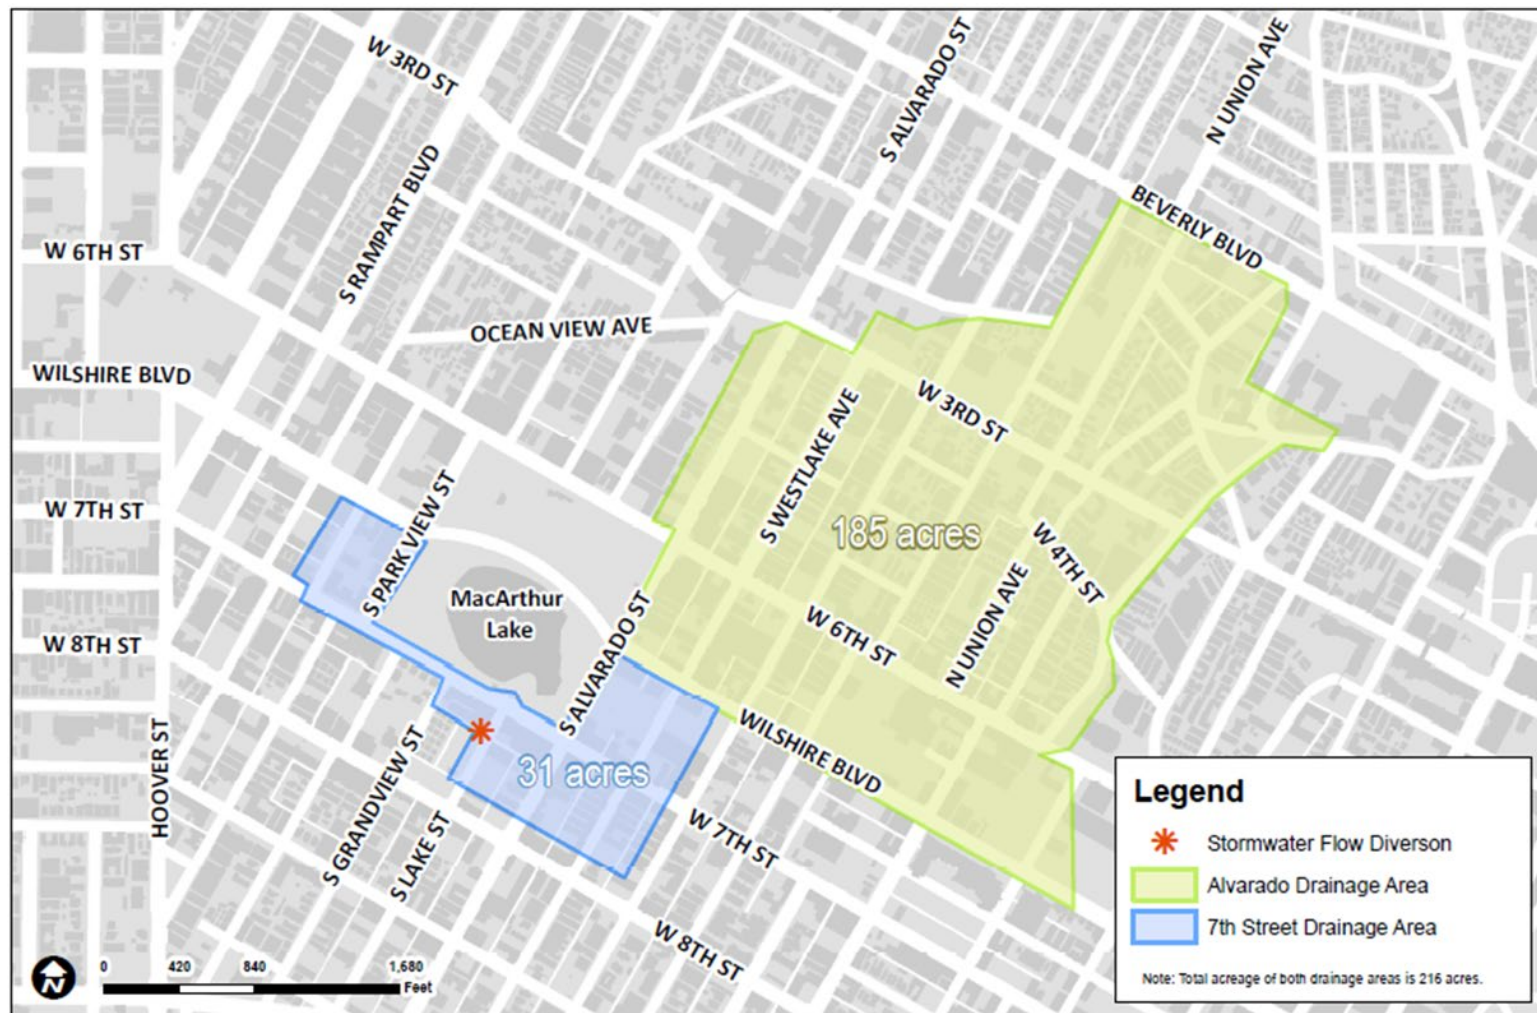 W 3RD ST
S ALVARADO ST
N UNION AVE
S RAMPART BLVD
BEVERLY BLVD
W 6TH ST
OCEAN VIEW AVE
WILSHIRE BLVD
W 3RD ST
S WESTLAKE AVE
W 7TH ST
S PARK VIEW ST
185 acres
W 4TH ST
MacArthur
Lake
N UNION AVE
S ALVARADO ST
W 6TH ST
W 8TH ST
WILSHIRE BLVD
HOOVER ST
31 acres
S GRANDVIEW ST
S LAKE ST
W 7TH ST
W 8TH ST
Legend
Stormwater Flow Diverson
Alvarado Drainage Area
7th Street Drainage Area
Note: Total acreage of both drainage areas is 216 acres.
N
0 420 840 1,680
Feet